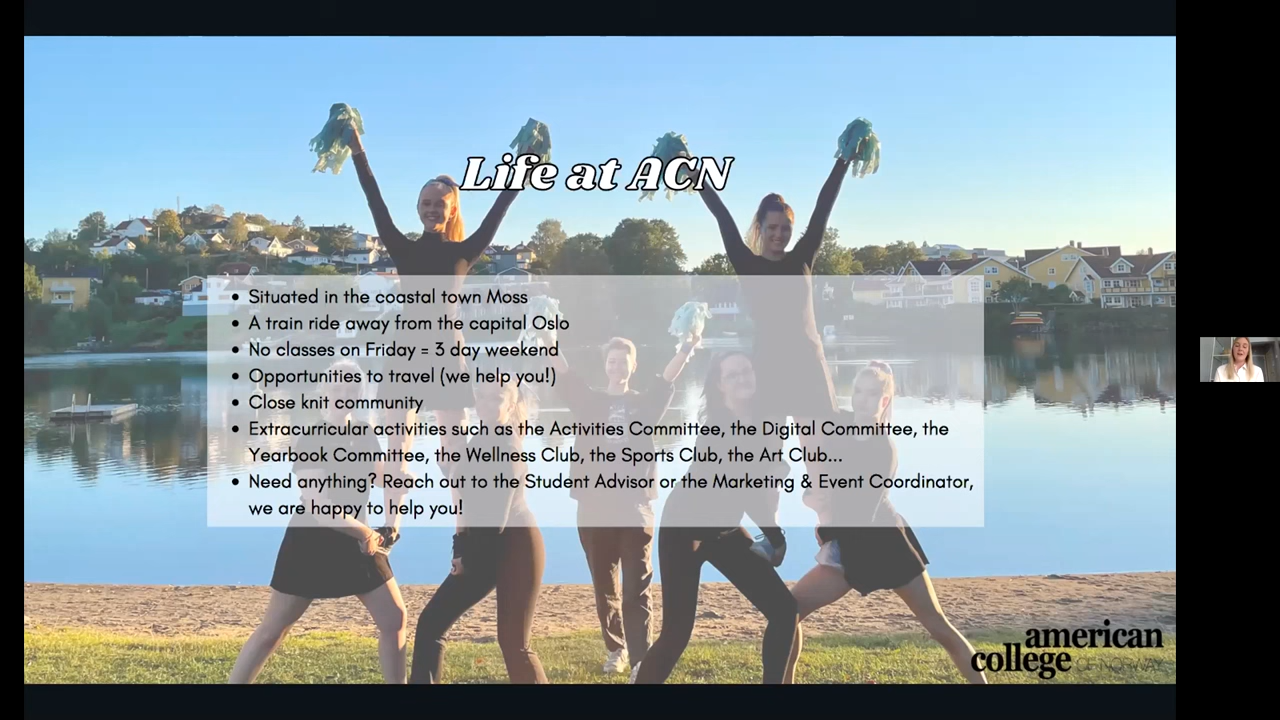 Life at ACN
• Situated in the coastal town Moss
• A train ride away from the capital Oslo
• No classes on Friday = 3 day weekend
• Opportunities to travel (we help you!)
• Close knit community
• Extracurricular activities such as the Activities Committee, the Digital Committee, the
Yearbook Committee, the Wellness Club, the Sports Club, the Art Club...
• Need anything? Reach out to the Student Advisor or the Marketing & Event Coordinator,
we are happy to help you!
american
college OF NORWAY